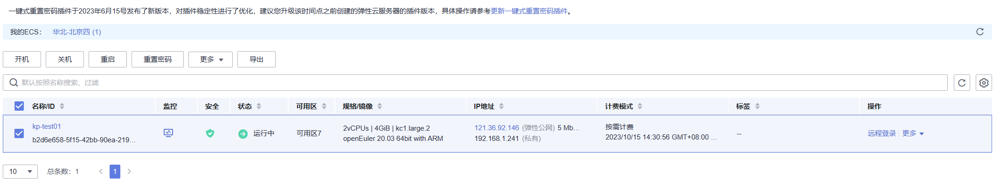 一键式重置密码插件于2023年6月15号发布了新版本，对插件稳定性进行了优化，建议您升级该时间点之前创建的弹性云服务器的插件版本，具体操作请参考更新一键式重置密码插件。
我的ECS： 华北-北京四 (1)
开机 关机 重启 重置密码 更多 导出
默认按照名称搜索、过滤
名称/ID 监控 安全 状态 可用区 规格/镜像 IP地址 计费模式 标签 操作
kp-test01
b2d6e658-5f15-42bb-90ea-219...
运行中
可用区7
2vCPUs | 4GiB | kc1.large.2
openEuler 20.03 64bit with ARM
121.36.92.146 (弹性公网) 5 Mb...
192.168.1.241 (私有)
按需计费
2023/10/15 14:30:56 GMT+08:00 ...
--
远程登录 更多
10 总条数：1 1